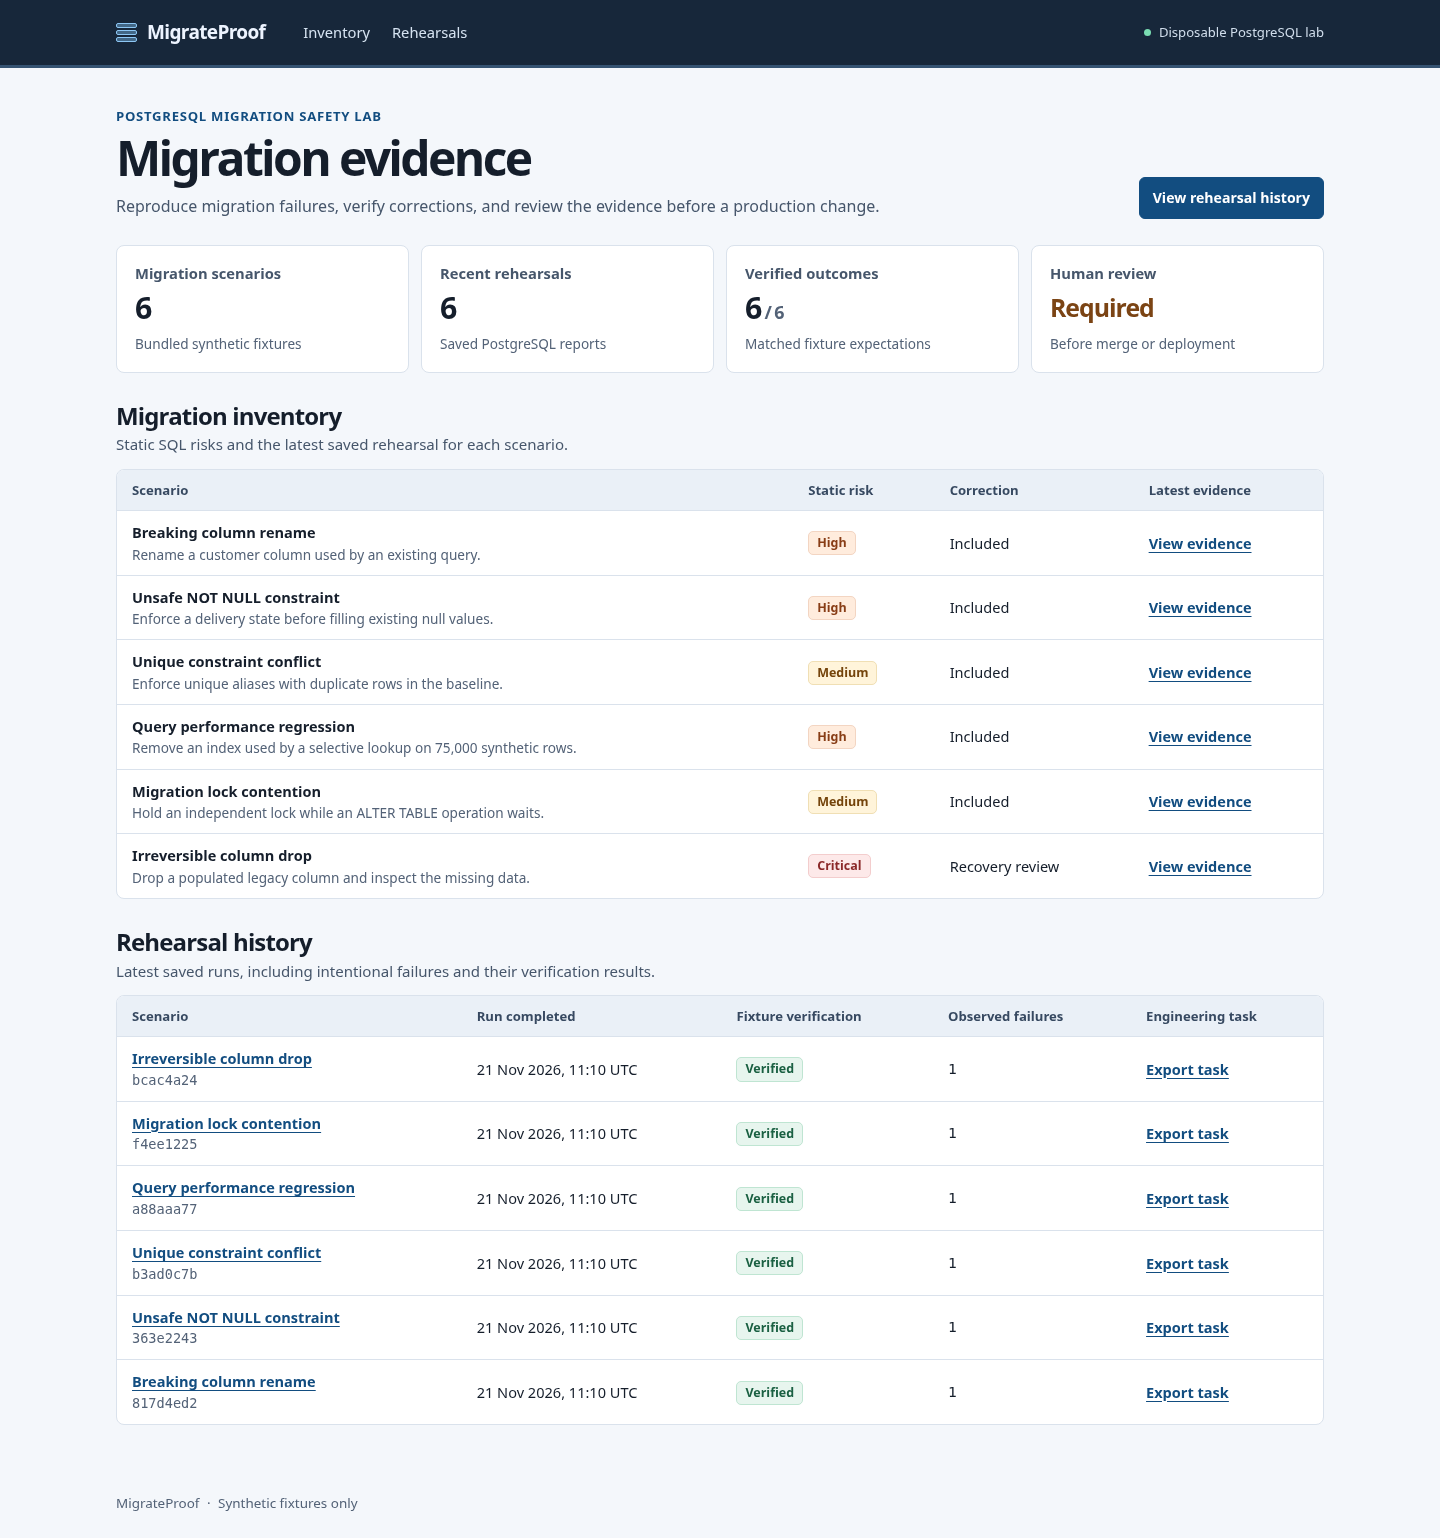 MigrateProof Inventory Rehearsals Disposable PostgreSQL lab
POSTGRESQL MIGRATION SAFETY LAB
Migration evidence
Reproduce migration failures, verify corrections, and review the evidence before a production change.
View rehearsal history
Migration scenarios
6
Bundled synthetic fixtures
Recent rehearsals
6
Saved PostgreSQL reports
Verified outcomes
6 / 6
Matched fixture expectations
Human review
Required
Before merge or deployment
Migration inventory
Static SQL risks and the latest saved rehearsal for each scenario.
Scenario Static risk Correction Latest evidence
Breaking column rename
Rename a customer column used by an existing query.
High Included View evidence
Unsafe NOT NULL constraint
Enforce a delivery state before filling existing null values.
High Included View evidence
Unique constraint conflict
Enforce unique aliases with duplicate rows in the baseline.
Medium Included View evidence
Query performance regression
Remove an index used by a selective lookup on 75,000 synthetic rows.
High Included View evidence
Migration lock contention
Hold an independent lock while an ALTER TABLE operation waits.
Medium Included View evidence
Irreversible column drop
Drop a populated legacy column and inspect the missing data.
Critical Recovery review View evidence
Rehearsal history
Latest saved runs, including intentional failures and their verification results.
Scenario Run completed Fixture verification Observed failures Engineering task
Irreversible column drop
bcac4a24
21 Nov 2026, 11:10 UTC Verified 1 Export task
Migration lock contention
f4ee1225
21 Nov 2026, 11:10 UTC Verified 1 Export task
Query performance regression
a88aaa77
21 Nov 2026, 11:10 UTC Verified 1 Export task
Unique constraint conflict
b3ad0c7b
21 Nov 2026, 11:10 UTC Verified 1 Export task
Unsafe NOT NULL constraint
363e2243
21 Nov 2026, 11:10 UTC Verified 1 Export task
Breaking column rename
817d4ed2
21 Nov 2026, 11:10 UTC Verified 1 Export task
MigrateProof · Synthetic fixtures only